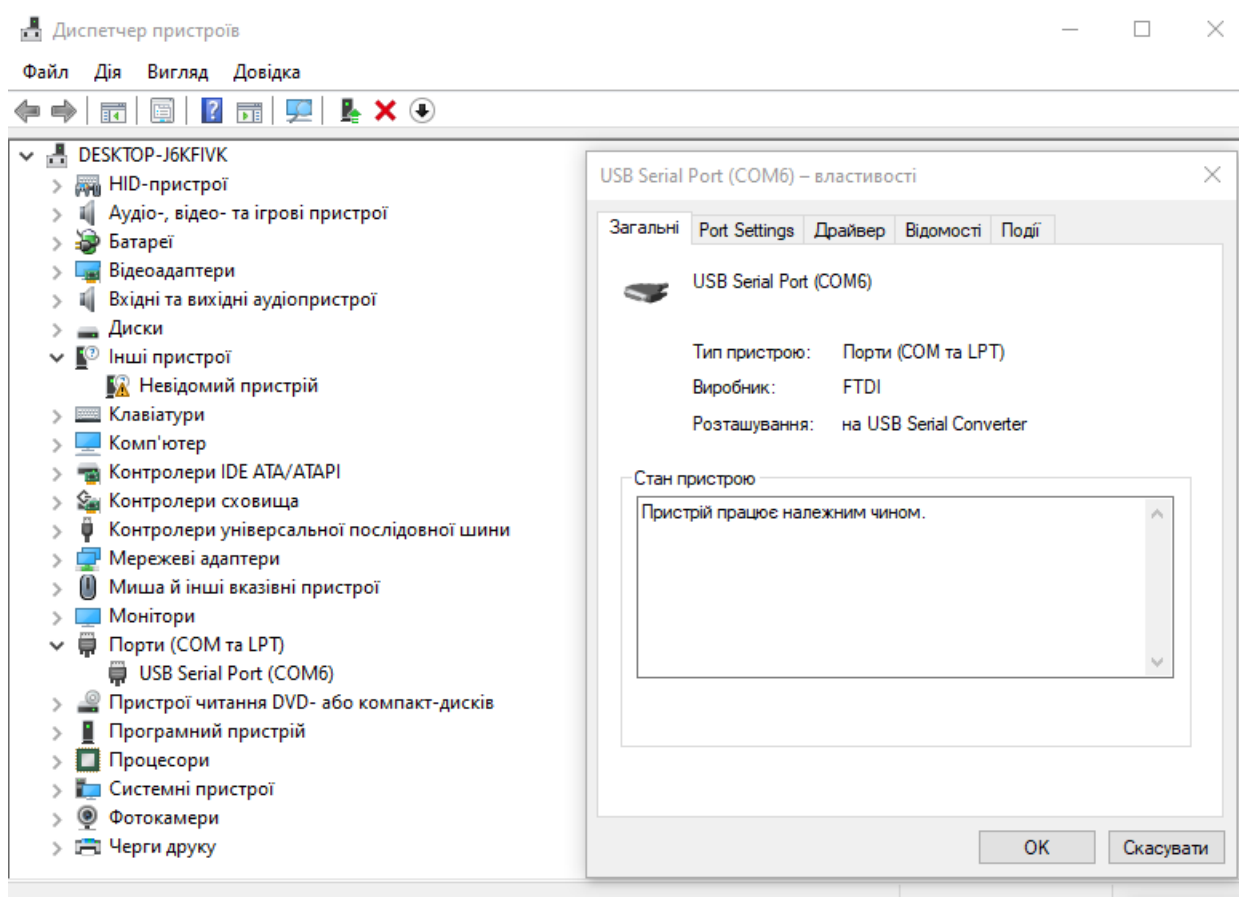 Диспетчер пристроїв
Файл Дія Вигляд Довідка
DESKTOP-J6KFIVK
HID-пристрої
Аудіо-, відео- та ігрові пристрої
Батареї
Відеоадаптери
Вхідні та вихідні аудіопристрої
Диски
Інші пристрої
Невідомий пристрій
Клавіатури
Комп'ютер
Контролери IDE ATA/ATAPI
Контролери сховища
Контролери універсальної послідовної шини
Мережеві адаптери
Миша й інші вказівні пристрої
Монітори
Порти (COM та LPT)
USB Serial Port (COM6)
Пристрої читання DVD- або компакт-дисків
Програмний пристрій
Процесори
Системні пристрої
Фотокамери
Черги друку
USB Serial Port (COM6) – властивості
Загальні Port Settings Драйвер Відомості Події
USB Serial Port (COM6)
Тип пристрою: Порти (COM та LPT)
Виробник: FTDI
Розташування: на USB Serial Converter
Стан пристрою
Пристрій працює належним чином.
OK Скасувати